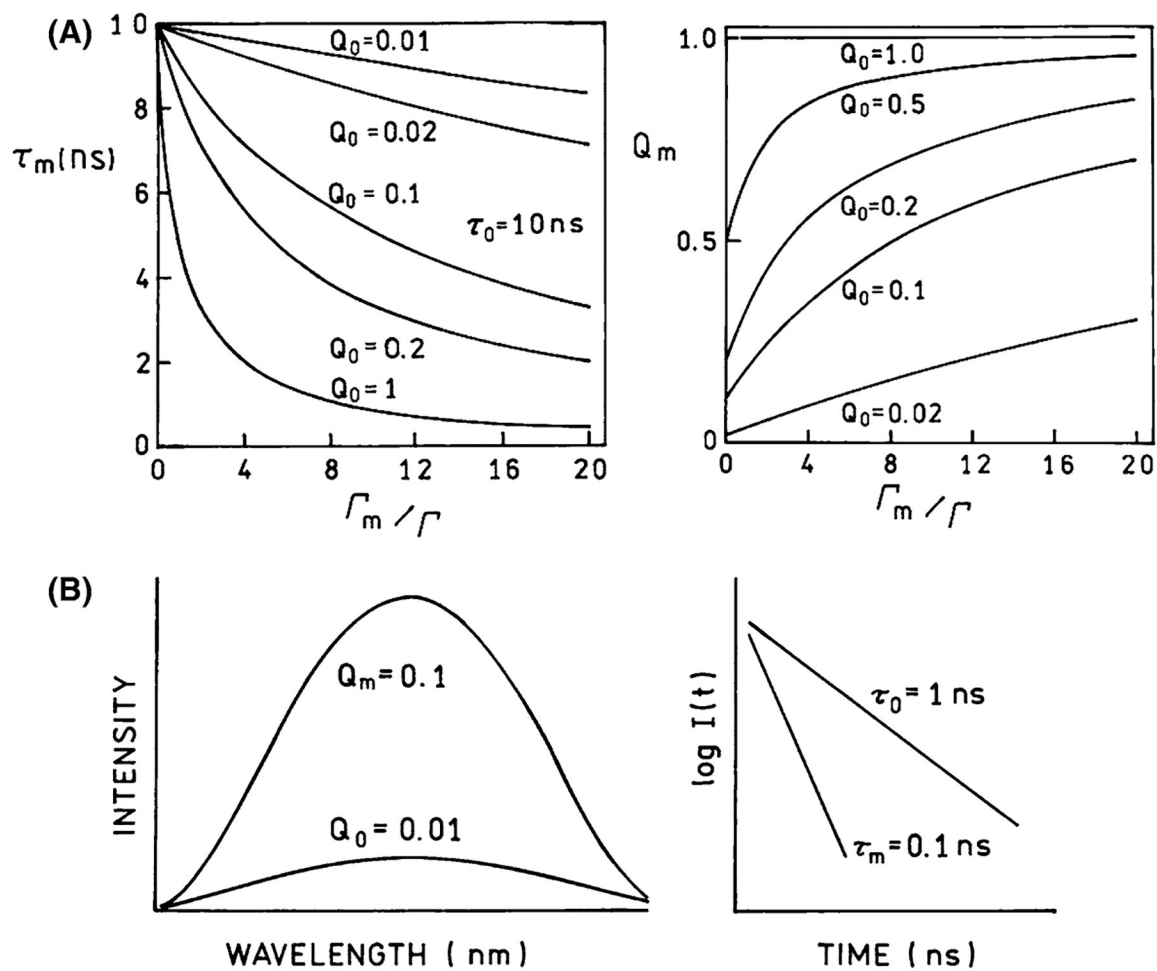 (A)
10
8
6
4
2
0
τm(ns)
Q0=0.01
Q0=0.02
Q0=0.1
τ0=10ns
Q0=0.2
Q0=1
0 4 8 12 16 20
Γm/Γ
1.0
0.5
0
Qm
Q0=1.0
Q0=0.5
Q0=0.2
Q0=0.1
Q0=0.02
0 4 8 12 16 20
Γm/Γ
(B)
INTENSITY
Qm=0.1
Q0=0.01
WAVELENGTH (nm)
log I(t)
τ0=1 ns
τm=0.1 ns
TIME (ns)